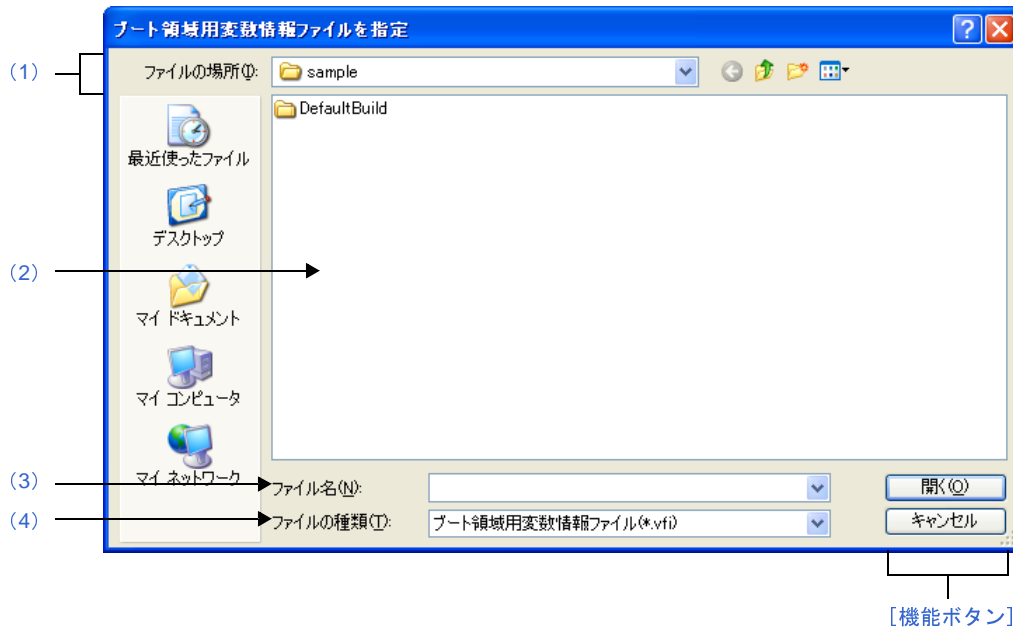 ブート領域用変数情報ファイルを指定
(1)
ファイルの場所(I):
sample
DefaultBuild
最近使ったファイル
デスクトップ
(2)
マイ ドキュメント
マイ コンピュータ
マイ ネットワーク
(3)
ファイル名(N):
開く(O)
(4)
ファイルの種類(T):
ブート領域用変数情報ファイル(*.vfi)
キャンセル
[機能ボタン]